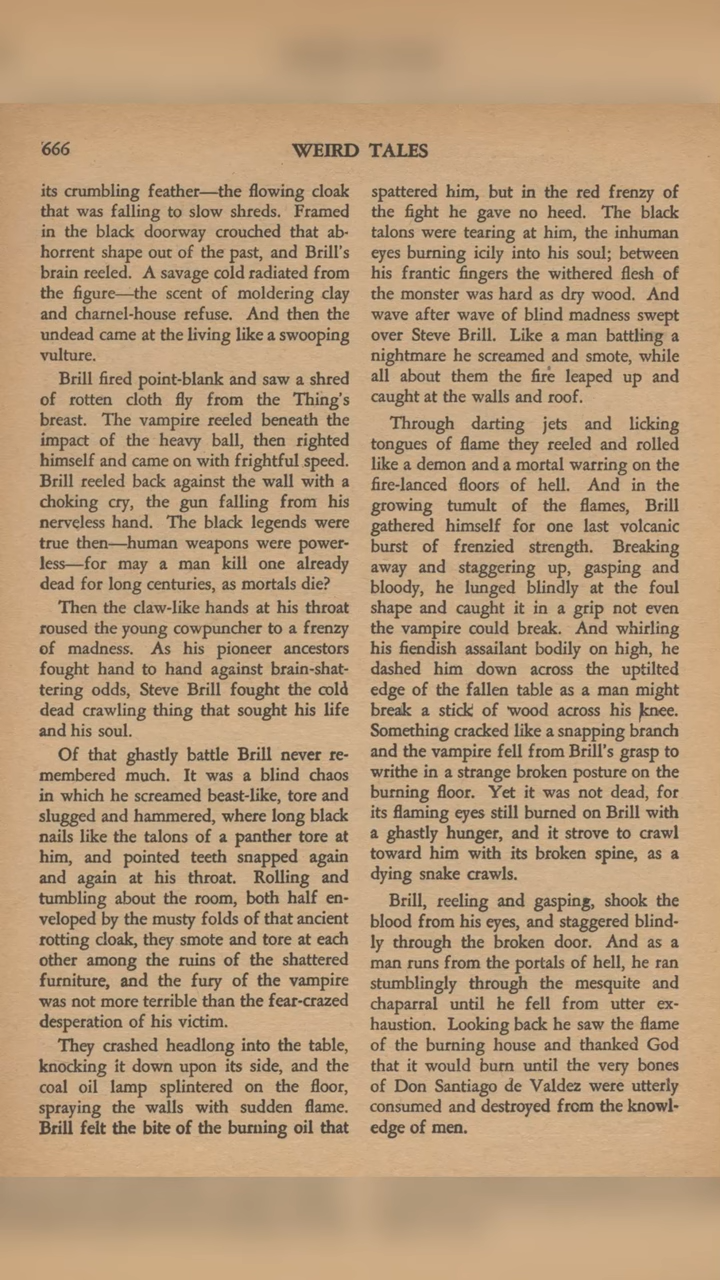 666
WEIRD TALES
its crumbling feather—the flowing cloak
that was falling to slow shreds. Framed
in the black doorway crouched that ab-
horrent shape out of the past, and Brill's
brain reeled. A savage cold radiated from
the figure—the scent of moldering clay
and charnel-house refuse. And then the
undead came at the living like a swooping
vulture.
Brill fired point-blank and saw a shred
of rotten cloth fly from the Thing's
breast. The vampire reeled beneath the
impact of the heavy ball, then righted
himself and came on with frightful speed.
Brill reeled back against the wall with a
choking cry, the gun falling from his
nerveless hand. The black legends were
true then—human weapons were power-
less—for may a man kill one already
dead for long centuries, as mortals die?
Then the claw-like hands at his throat
roused the young cowpuncher to a frenzy
of madness. As his pioneer ancestors
fought hand to hand against brain-shat-
tering odds, Steve Brill fought the cold
dead crawling thing that sought his life
and his soul.
Of that ghastly battle Brill never re-
membered much. It was a blind chaos
in which he screamed beast-like, tore and
slugged and hammered, where long black
nails like the talons of a panther tore at
him, and pointed teeth snapped again
and again at his throat. Rolling and
tumbling about the room, both half en-
veloped by the musty folds of that ancient
rotting cloak, they smote and tore at each
other among the ruins of the shattered
furniture, and the fury of the vampire
was not more terrible than the fear-crazed
desperation of his victim.
They crashed headlong into the table,
knocking it down upon its side, and the
coal oil lamp splintered on the floor,
spraying the walls with sudden flame.
Brill felt the bite of the burning oil that
spattered him, but in the red frenzy of
the fight he gave no heed. The black
talons were tearing at him, the inhuman
eyes burning icily into his soul; between
his frantic fingers the withered flesh of
the monster was hard as dry wood. And
wave after wave of blind madness swept
over Steve Brill. Like a man battling a
nightmare he screamed and smote, while
all about them the fire leaped up and
caught at the walls and roof.
Through darting jets and licking
tongues of flame they reeled and rolled
like a demon and a mortal warring on the
fire-lanced floors of hell. And in the
growing tumult of the flames, Brill
gathered himself for one last volcanic
burst of frenzied strength. Breaking
away and staggering up, gasping and
bloody, he lunged blindly at the foul
shape and caught it in a grip not even
the vampire could break. And whirling
his fiendish assailant bodily on high, he
dashed him down across the uptilted
edge of the fallen table as a man might
break a stick of wood across his knee.
Something cracked like a snapping branch
and the vampire fell from Brill's grasp to
writhe in a strange broken posture on the
burning floor. Yet it was not dead, for
its flaming eyes still burned on Brill with
a ghastly hunger, and it strove to crawl
toward him with its broken spine, as a
dying snake crawls.
Brill, reeling and gasping, shook the
blood from his eyes, and staggered blind-
ly through the broken door. And as a
man runs from the portals of hell, he ran
stumblingly through the mesquite and
chaparral until he fell from utter ex-
haustion. Looking back he saw the flame
of the burning house and thanked God
that it would burn until the very bones
of Don Santiago de Valdez were utterly
consumed and destroyed from the knowl-
edge of men.